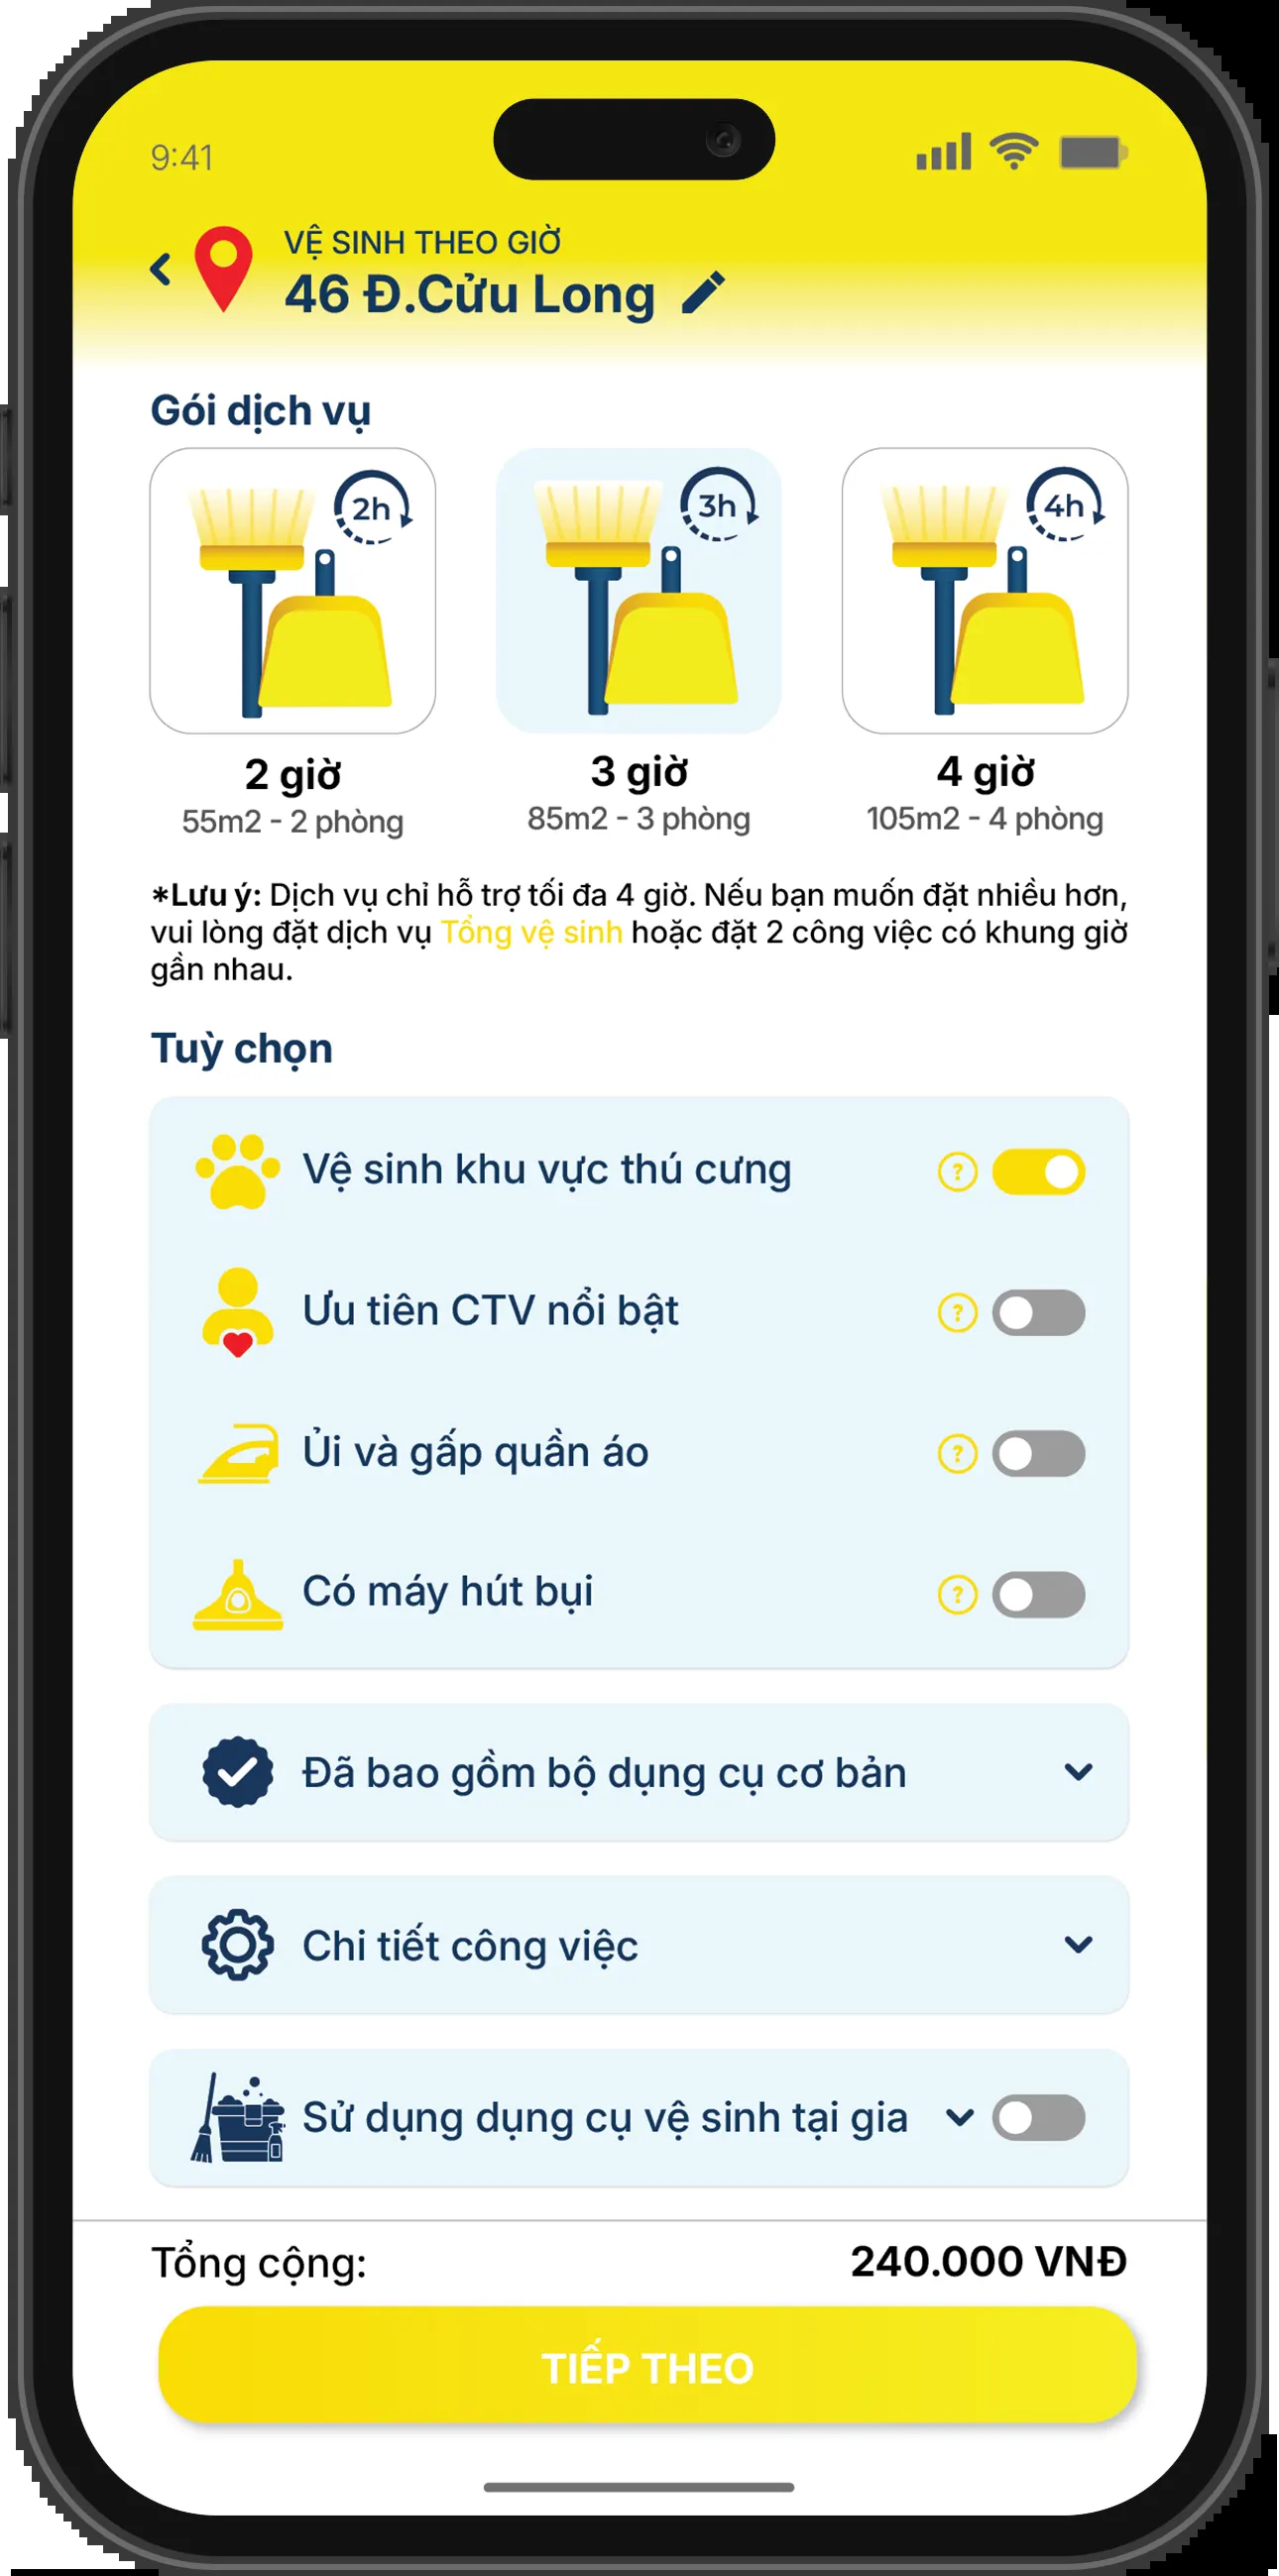 9:41
VỆ SINH THEO GIỜ
46 Đ.Cửu Long
Gói dịch vụ
2h
3h
4h
2 giờ
3 giờ
4 giờ
55m2 - 2 phòng
85m2 - 3 phòng
105m2 - 4 phòng
*Lưu ý: Dịch vụ chỉ hỗ trợ tối đa 4 giờ. Nếu bạn muốn đặt nhiều hơn,
vui lòng đặt dịch vụ Tổng vệ sinh hoặc đặt 2 công việc có khung giờ
gần nhau.
Tuỳ chọn
Vệ sinh khu vực thú cưng ?
Ưu tiên CTV nổi bật ?
Ủi và gấp quần áo ?
Có máy hút bụi ?
Đã bao gồm bộ dụng cụ cơ bản
Chi tiết công việc
Sử dụng dụng cụ vệ sinh tại gia
Tổng cộng: 240.000 VNĐ
TIẾP THEO